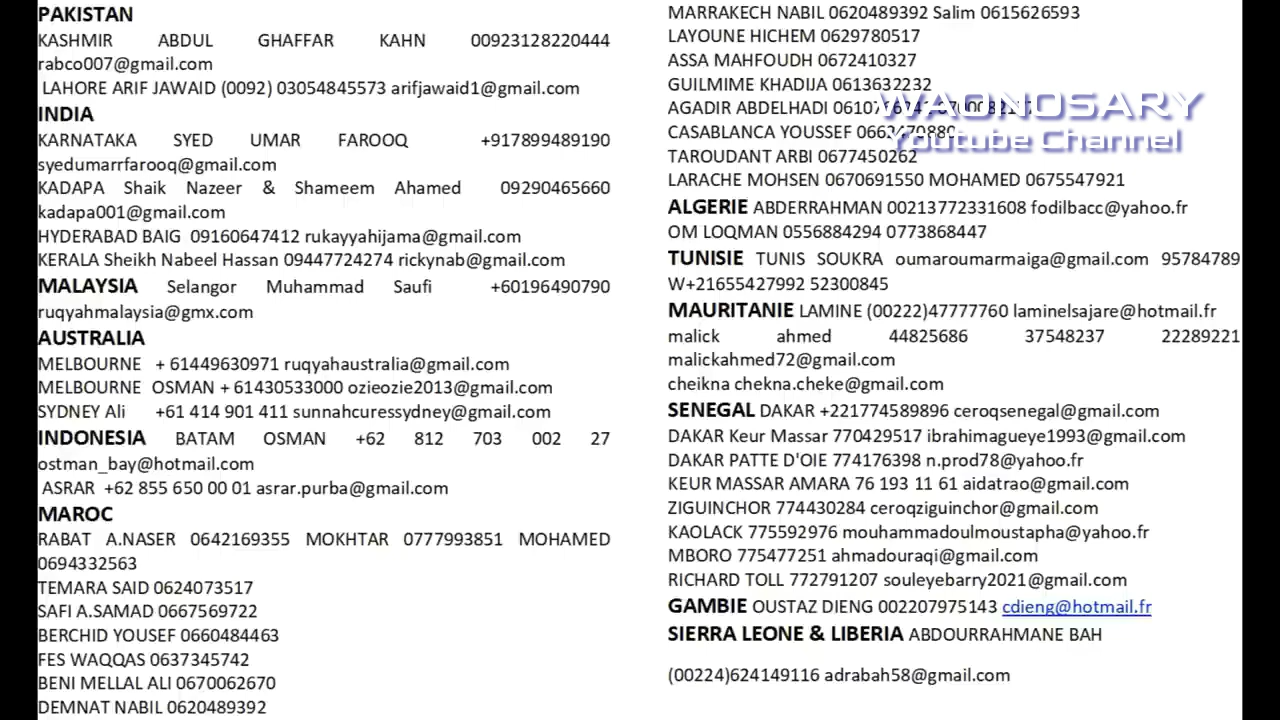 PAKISTAN
KASHMIR ABDUL GHAFFAR KAHN 00923128220444
rabco007@gmail.com
LAHORE ARIF JAWAID (0092) 03054845573 arifjawaid1@gmail.com
INDIA
KARNATAKA SYED UMAR FAROOQ +917899489190
syedumarrfarooq@gmail.com
KADAPA Shaik Nazeer & Shameem Ahamed 09290465660
kadapa001@gmail.com
HYDERABAD BAIG 09160647412 rukayyahijama@gmail.com
KERALA Sheikh Nabeel Hassan 09447724274 rickynab@gmail.com
MALAYSIA Selangor Muhammad Saufi +60196490790
ruqyahmalaysia@gmx.com
AUSTRALIA
MELBOURNE + 61449630971 ruqyahaustralia@gmail.com
MELBOURNE OSMAN + 61430533000 ozieozie2013@gmail.com
SYDNEY Ali +61 414 901 411 sunnahcuressydney@gmail.com
INDONESIA BATAM OSMAN +62 812 703 002 27
ostman_bay@hotmail.com
ASRAR +62 855 650 00 01 asrar.purba@gmail.com
MAROC
RABAT A.NASER 0642169355 MOKHTAR 0777993851 MOHAMED
0694332563
TEMARA SAID 0624073517
SAFI A.SAMAD 0667569722
BERCHID YOUSEF 0660484463
FES WAQQAS 0637345742
BENI MELLAL ALI 0670062670
DEMNAT NABIL 0620489392
MARRAKECH NABIL 0620489392 Salim 0615626593
LAYOUNE HICHEM 0629780517
ASSA MAHFOUDH 0672410327
GUILMIME KHADIJA 0613632232
AGADIR ABDELHADI
CASABLANCA YOUSSEF
TAROUDANT ARBI 0677450262
LARACHE MOHSEN 0670691550 MOHAMED 0675547921
ALGERIE ABDERRAHMAN 00213772331608 fodilbacc@yahoo.fr
OM LOQMAN 0556884294 0773868447
TUNISIE TUNIS SOUKRA oumaroumarmaiga@gmail.com 95784789
W+21655427992 52300845
MAURITANIE LAMINE (00222)47777760 laminelsajare@hotmail.fr
malick ahmed 44825686 37548237 22289221
malickahmed72@gmail.com
cheikna chekna.cheke@gmail.com
SENEGAL DAKAR +221774589896 ceroqsenegal@gmail.com
DAKAR Keur Massar 770429517 ibrahimagueye1993@gmail.com
DAKAR PATTE D'OIE 774176398 n.prod78@yahoo.fr
KEUR MASSAR AMARA 76 193 11 61 aidatrao@gmail.com
ZIGUINCHOR 774430284 ceroqziguinchor@gmail.com
KAOLACK 775592976 mouhammadoulmoustapha@yahoo.fr
MBORO 775477251 ahmadouraqi@gmail.com
RICHARD TOLL 772791207 souleyebarry2021@gmail.com
GAMBIE OUSTAZ DIENG 002207975143 cdieng@hotmail.fr
SIERRA LEONE & LIBERIA ABDOURRAHMANE BAH
(00224)624149116 adrabah58@gmail.com
WAONOSARY
Youtube Channel